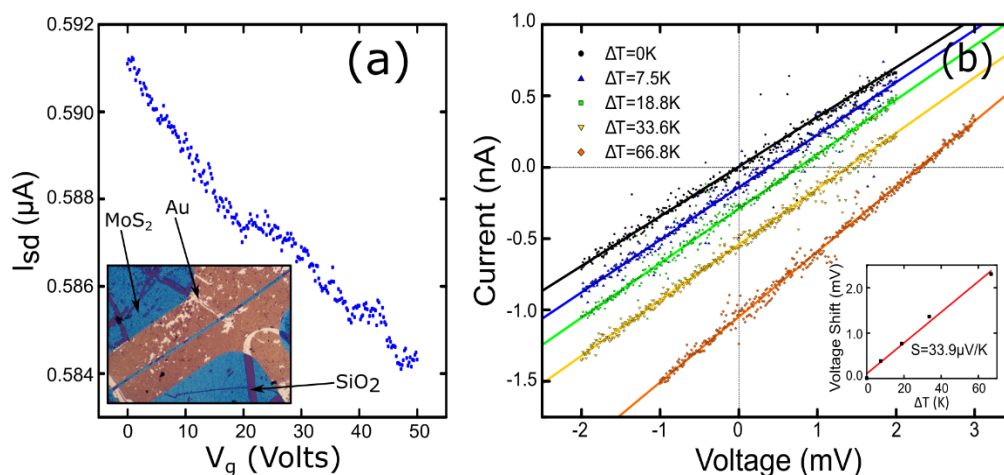 (a)
0.592
0.590
0.588
0.586
0.584
I_sd (μA)
MoS₂
Au
SiO₂
0 10 20 30 40 50
V_g (Volts)
(b)
1.0
0.5
0.0
-0.5
-1.0
-1.5
Current (nA)
ΔT=0K
ΔT=7.5K
ΔT=18.8K
ΔT=33.6K
ΔT=66.8K
-2 -1 0 1 2 3
Voltage (mV)
Voltage Shift (mV)
2.0
1.0
0.0
S=33.9μV/K
0 20 40 60
ΔT (K)